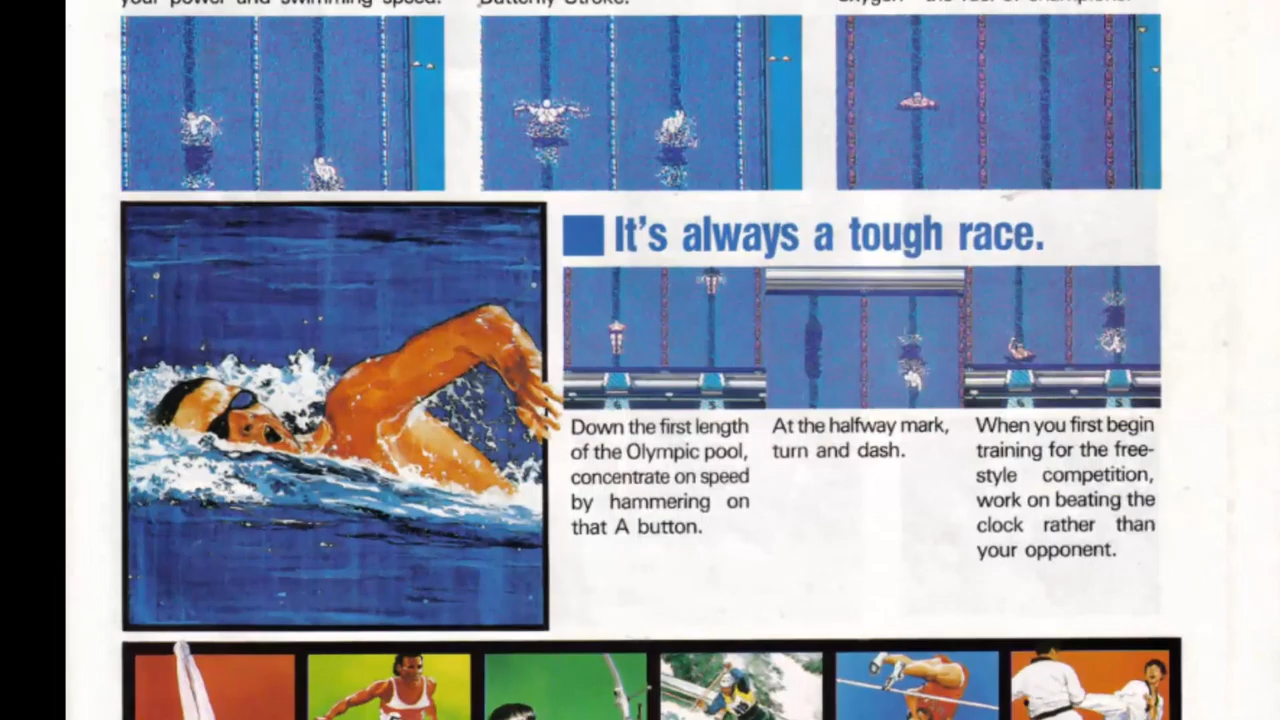 your power and swimming speed.
Butterfly Stroke.
It's always a tough race.
Down the first length
of the Olympic pool,
concentrate on speed
by hammering on
that A button.
At the halfway mark,
turn and dash.
When you first begin
training for the free-
style competition,
work on beating the
clock rather than
your opponent.